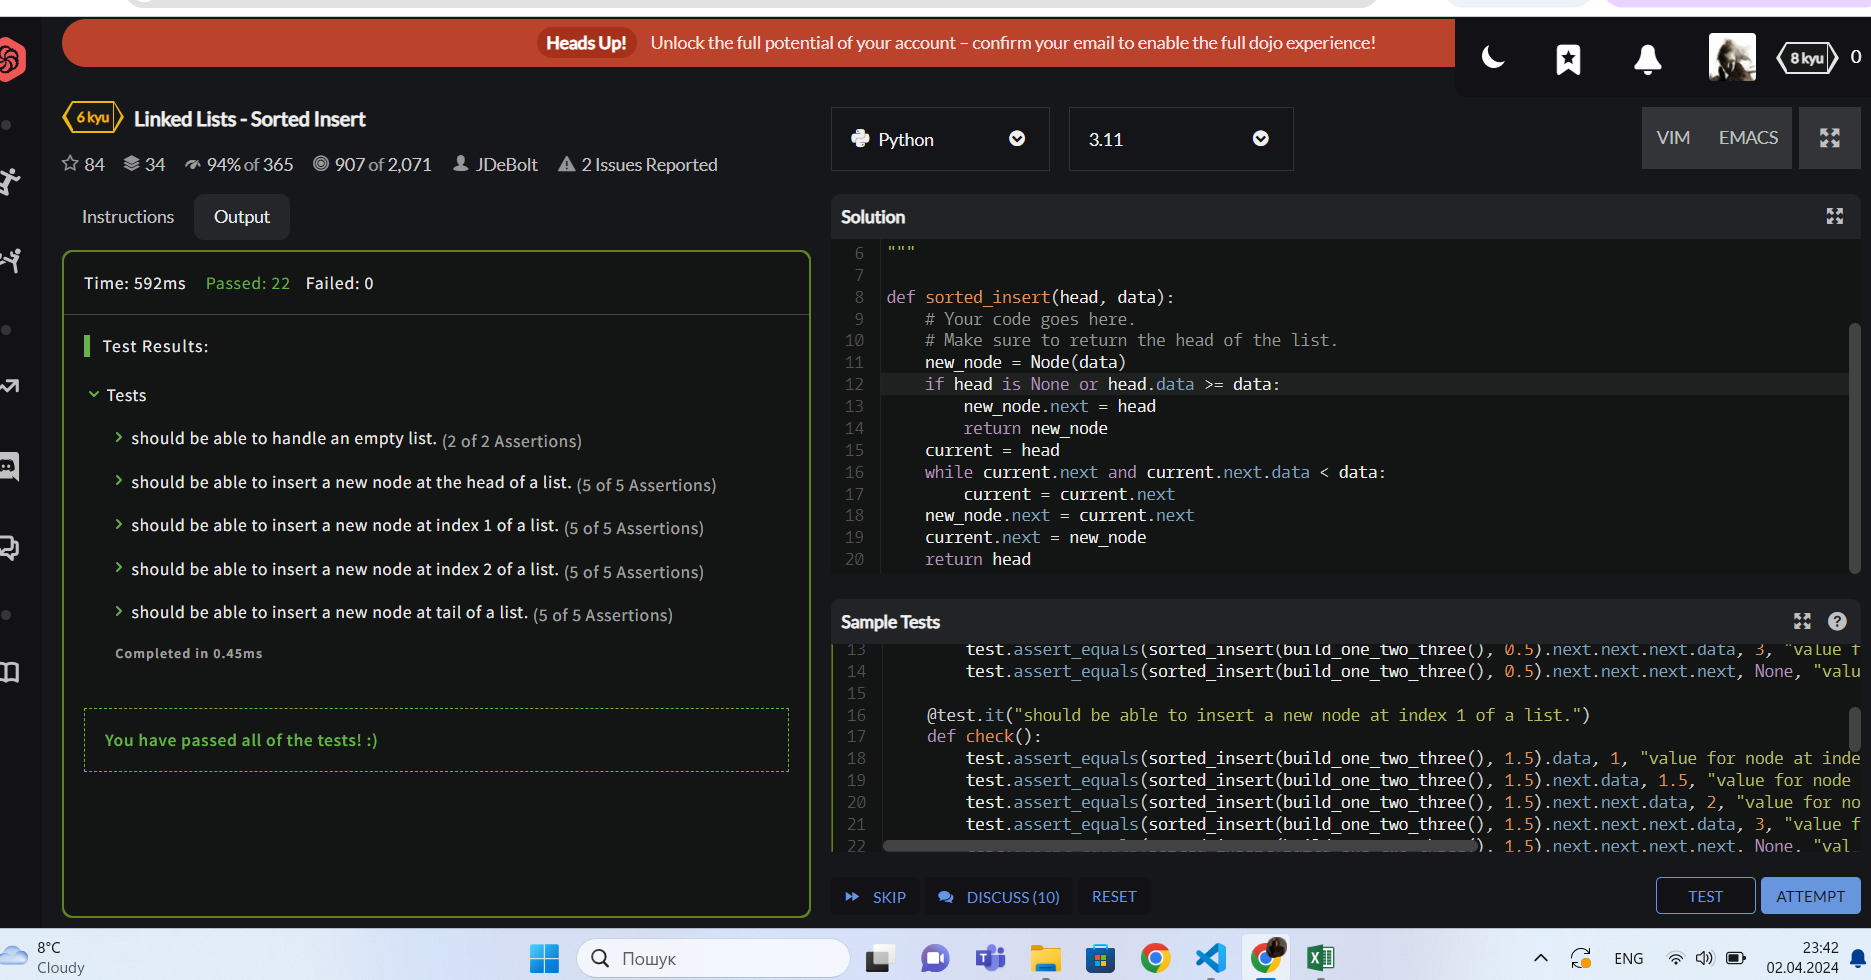 Heads Up! Unlock the full potential of your account – confirm your email to enable the full dojo experience!
8 kyu 0
6 kyu Linked Lists - Sorted Insert
84 34 94% of 365 907 of 2,071 JDeBolt 2 Issues Reported
Python
3.11
VIM EMACS
Instructions Output
Time: 592ms Passed: 22 Failed: 0
Test Results:
Tests
should be able to handle an empty list. (2 of 2 Assertions)
should be able to insert a new node at the head of a list. (5 of 5 Assertions)
should be able to insert a new node at index 1 of a list. (5 of 5 Assertions)
should be able to insert a new node at index 2 of a list. (5 of 5 Assertions)
should be able to insert a new node at tail of a list. (5 of 5 Assertions)
Completed in 0.45ms
You have passed all of the tests! :)
Solution
6 """
7
8 def sorted_insert(head, data):
9 # Your code goes here.
10 # Make sure to return the head of the list.
11 new_node = Node(data)
12 if head is None or head.data >= data:
13 new_node.next = head
14 return new_node
15 current = head
16 while current.next and current.next.data < data:
17 current = current.next
18 new_node.next = current.next
19 current.next = new_node
20 return head
Sample Tests
13 test.assert_equals(sorted_insert(build_one_two_three(), 0.5).next.next.next.data, 3, "value f
14 test.assert_equals(sorted_insert(build_one_two_three(), 0.5).next.next.next.next, None, "valu
15
16 @test.it("should be able to insert a new node at index 1 of a list.")
17 def check():
18 test.assert_equals(sorted_insert(build_one_two_three(), 1.5).data, 1, "value for node at inde
19 test.assert_equals(sorted_insert(build_one_two_three(), 1.5).next.data, 1.5, "value for node
20 test.assert_equals(sorted_insert(build_one_two_three(), 1.5).next.next.data, 2, "value for no
21 test.assert_equals(sorted_insert(build_one_two_three(), 1.5).next.next.next.data, 3, "value f
22 ), 1.5).next.next.next.next, None, "val
SKIP DISCUSS (10) RESET
TEST ATTEMPT
8°C
Cloudy
Пошук
ENG
23:42
02.04.2024